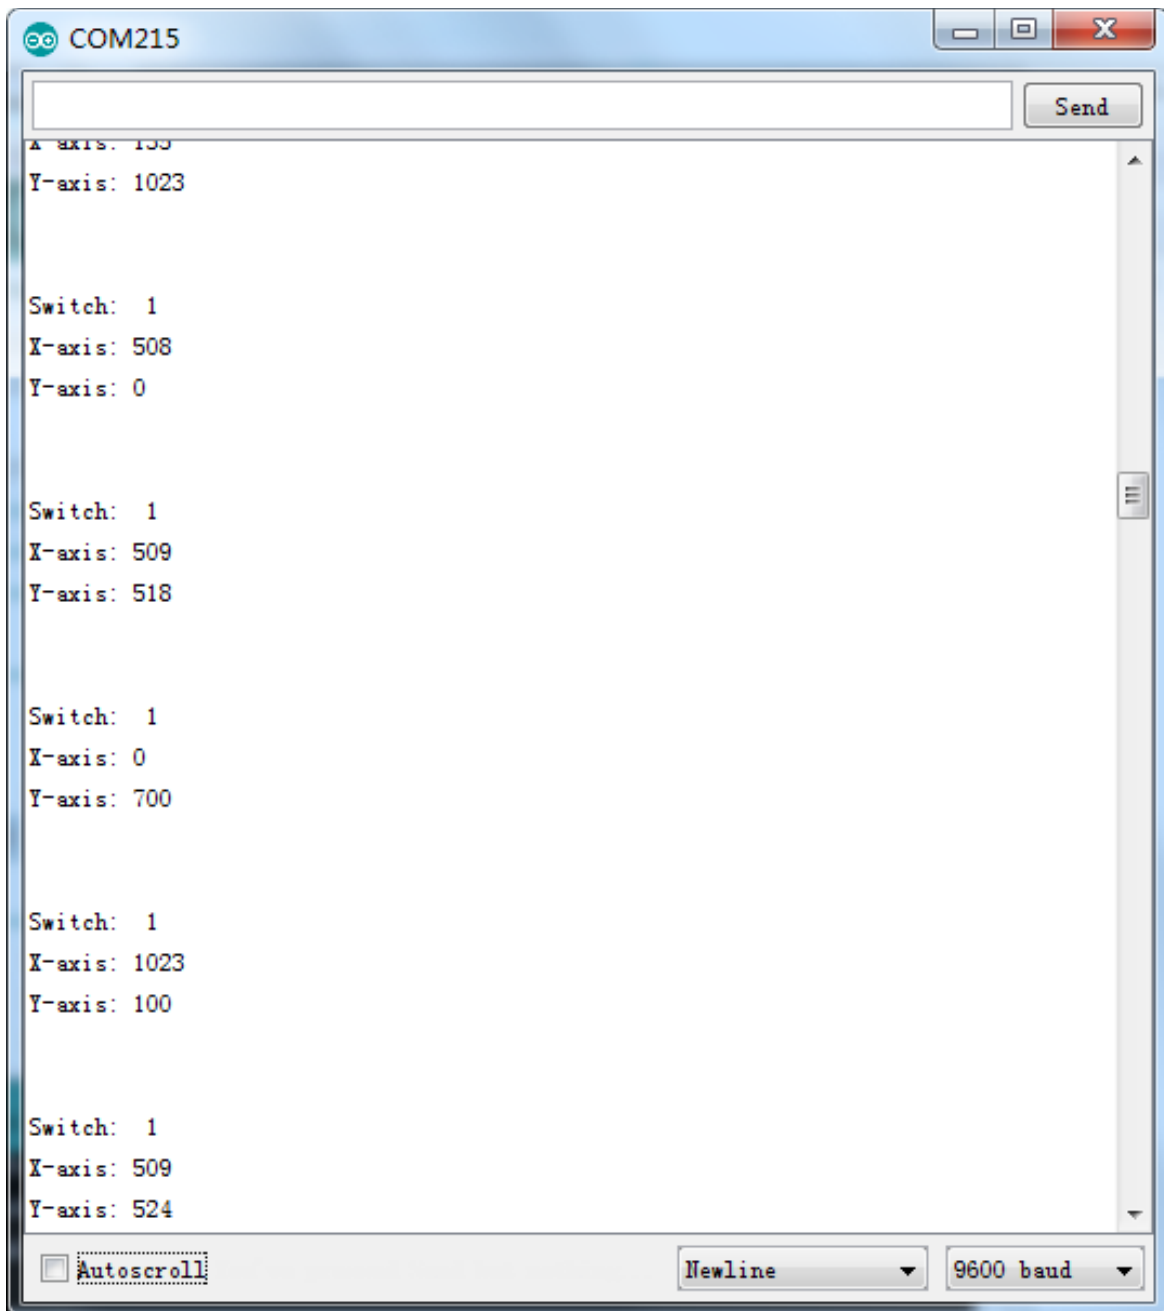 COM215
Send
Y-axis: 1023
Switch:  1
X-axis: 508
Y-axis: 0
Switch:  1
X-axis: 509
Y-axis: 518
Switch:  1
X-axis: 0
Y-axis: 700
Switch:  1
X-axis: 1023
Y-axis: 100
Switch:  1
X-axis: 509
Y-axis: 524
Autoscroll
Newline
9600 baud